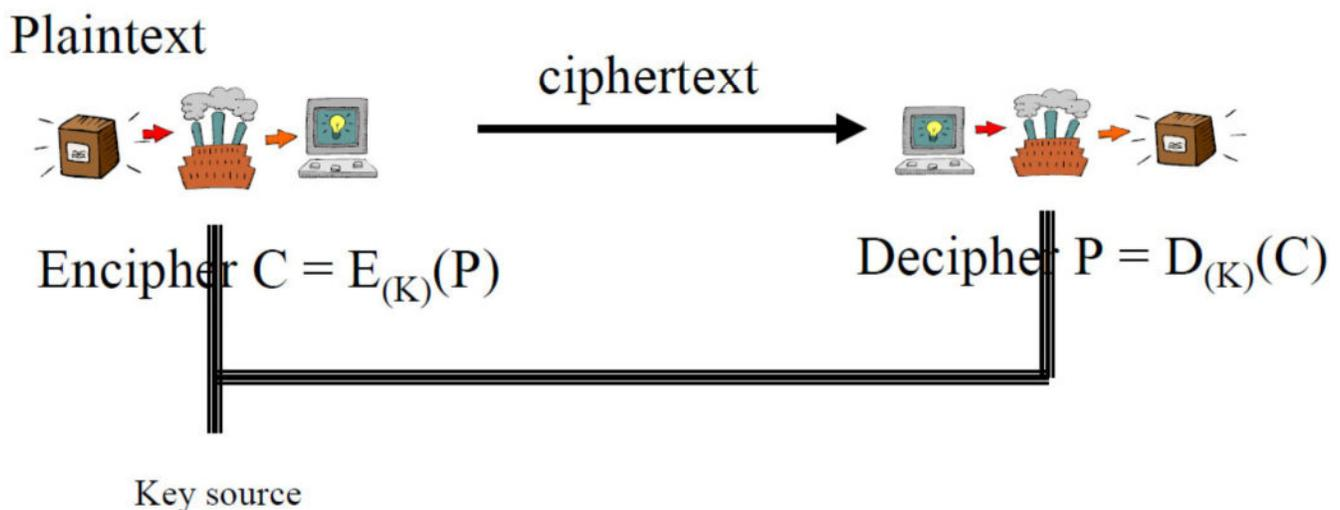 Plaintext
ciphertext
Encipher C = E(K)(P)
Decipher P = D(K)(C)
Key source